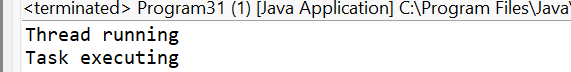 <terminated> Program31 (1) [Java Application] C:\Program Files\Java\
Thread running
Task executing